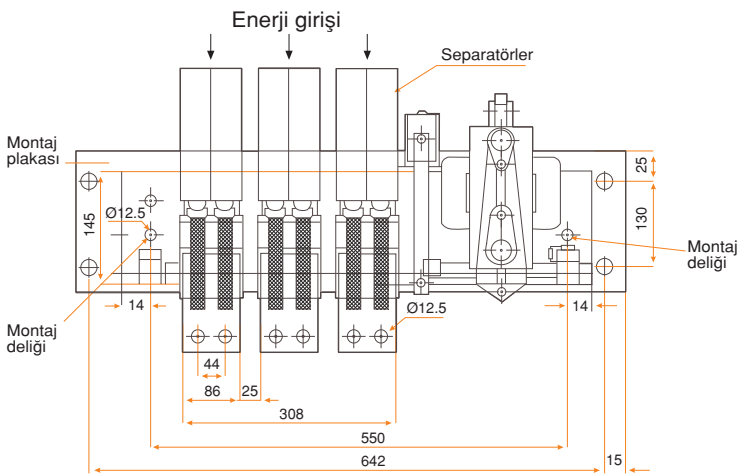 Enerji girişi
Separatörler
Montaj
plakası
25
Ø12.5
145
130
Montaj
deliği
14
Ø12.5
14
Montaj
deliği
44
86
25
308
550
642
15